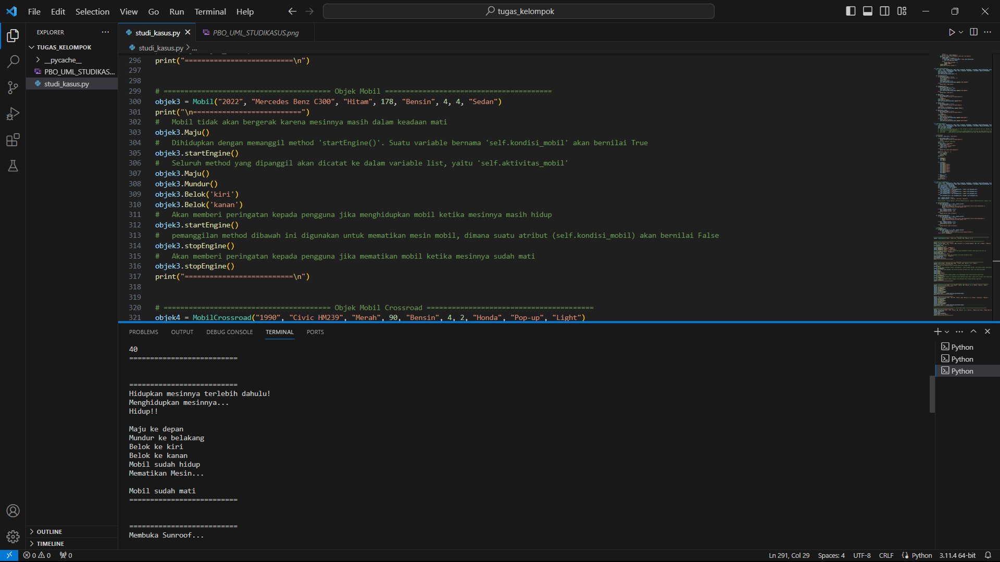 File Edit Selection View Go Run Terminal Help
tugas_kelompok
EXPLORER
TUGAS_KELOMPOK
__pycache__
PBO_UML_STUDIKAS...
studi_kasus.py
OUTLINE
TIMELINE
studi_kasus.py
PBO_UML_STUDIKASUS.png
studi_kasus.py > ...
296 print("==========================\n")
297
298
299 # ======================================== Objek Mobil ========================================
300 objek3 = Mobil("2022", "Mercedes Benz C300", "Hitam", 178, "Bensin", 4, 4, "Sedan")
301 print("\n==========================")
302 #   Mobil tidak akan bergerak karena mesinnya masih dalam keadaan mati
303 objek3.Maju()
304 #   Dihidupkan dengan memanggil method 'startEngine()'. Suatu variable bernama 'self.kondisi_mobil' akan bernilai True
305 objek3.startEngine()
306 #   Seluruh method yang dipanggil akan dicatat ke dalam variable list, yaitu 'self.aktivitas_mobil'
307 objek3.Maju()
308 objek3.Mundur()
309 objek3.Belok('kiri')
310 objek3.Belok('kanan')
311 #   Akan memberi peringatan kepada pengguna jika menghidupkan mobil ketika mesinnya masih hidup
312 objek3.startEngine()
313 #   pemanggilan method dibawah ini digunakan untuk mematikan mesin mobil, dimana suatu atribut (self.kondisi_mobil) akan bernilai False
314 objek3.stopEngine()
315 #   Akan memberi peringatan kepada pengguna jika mematikan mobil ketika mesinnya sudah mati
316 objek3.stopEngine()
317 print("==========================\n")
318
319
320 # ======================================== Objek Mobil Crossroad ========================================
321 objek4 = MobilCrossroad("1990", "Civic HM239", "Merah", 90, "Bensin", 4, 2, "Honda", "Pop-up", "Light")
PROBLEMS OUTPUT DEBUG CONSOLE TERMINAL PORTS
40
==========================
==========================
Hidupkan mesinnya terlebih dahulu!
Menghidupkan mesinnya...
Hidup!!
Maju ke depan
Mundur ke belakang
Belok ke kiri
Belok ke kanan
Mobil sudah hidup
Mematikan Mesin...
Mobil sudah mati
==========================
==========================
Membuka Sunroof...
Python
Python
Python
0 0 0
Ln 291, Col 29 Spaces: 4 UTF-8 CRLF Python 3.11.4 64-bit